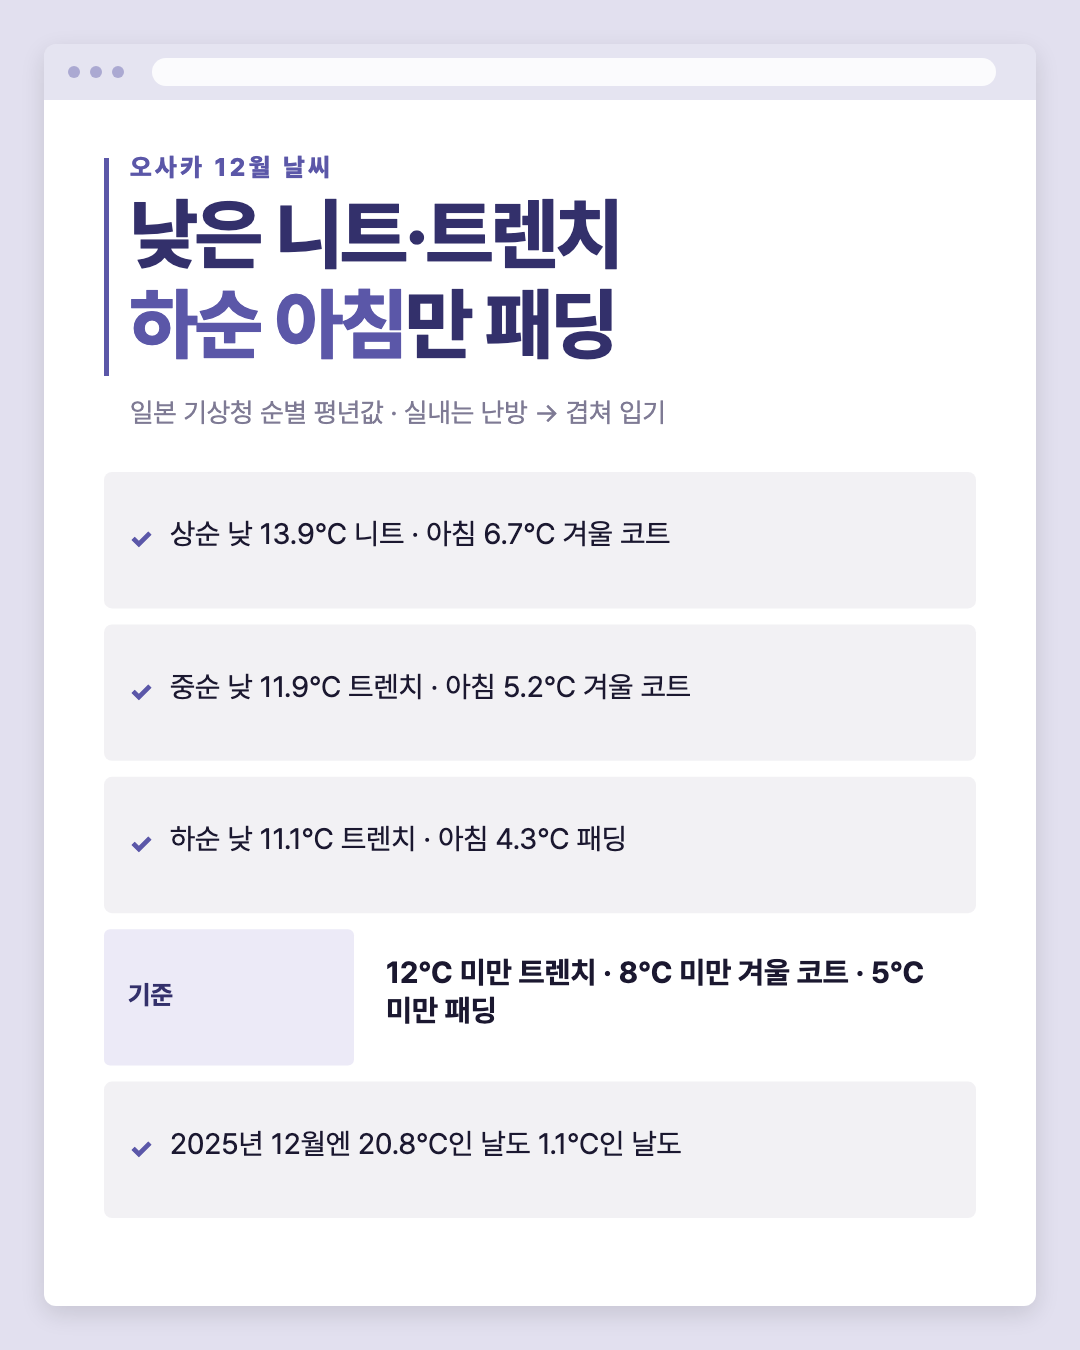 오사카 12월 날씨
낮은 니트·트렌치
하순 아침만 패딩
일본 기상청 순별 평년값 · 실내는 난방 → 겹쳐 입기
상순 낮 13.9°C 니트 · 아침 6.7°C 겨울 코트
중순 낮 11.9°C 트렌치 · 아침 5.2°C 겨울 코트
하순 낮 11.1°C 트렌치 · 아침 4.3°C 패딩
기준
12°C 미만 트렌치 · 8°C 미만 겨울 코트 · 5°C
미만 패딩
2025년 12월엔 20.8°C인 날도 1.1°C인 날도